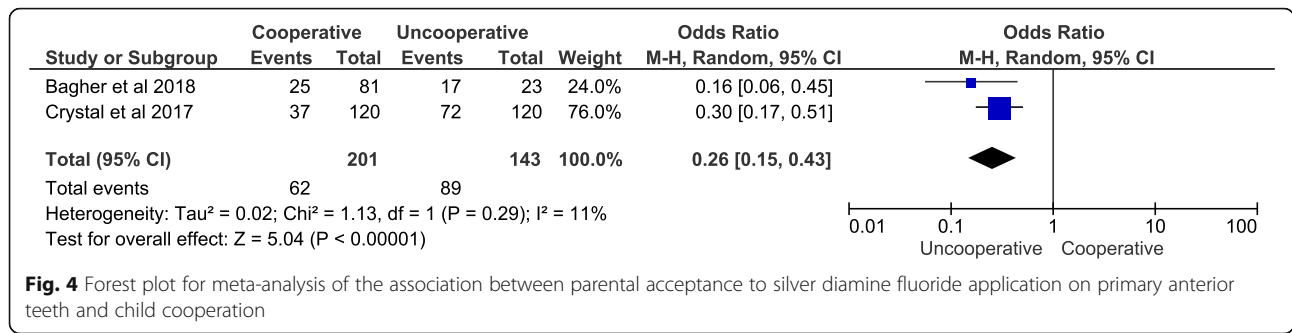 Cooperative Uncooperative Odds Ratio Odds Ratio
Study or Subgroup Events Total Events Total Weight M-H, Random, 95% CI M-H, Random, 95% CI
Bagher et al 2018 25 81 17 23 24.0% 0.16 [0.06, 0.45]
Crystal et al 2017 37 120 72 120 76.0% 0.30 [0.17, 0.51]
Total (95% CI) 201 143 100.0% 0.26 [0.15, 0.43]
Total events 62 89
Heterogeneity: Tau² = 0.02; Chi² = 1.13, df = 1 (P = 0.29); I² = 11%
Test for overall effect: Z = 5.04 (P < 0.00001)
0.01 0.1 1 10 100
Uncooperative Cooperative
Fig. 4 Forest plot for meta-analysis of the association between parental acceptance to silver diamine fluoride application on primary anterior
teeth and child cooperation